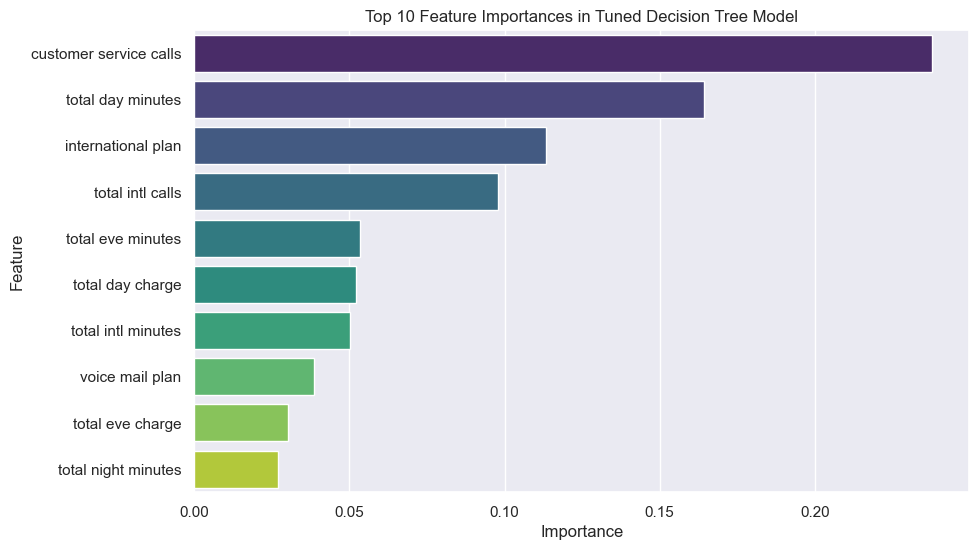 Top 10 Feature Importances in Tuned Decision Tree Model
customer service calls
total day minutes
international plan
total intl calls
total eve minutes
total day charge
total intl minutes
voice mail plan
total eve charge
total night minutes
Feature
0.00 0.05 0.10 0.15 0.20
Importance